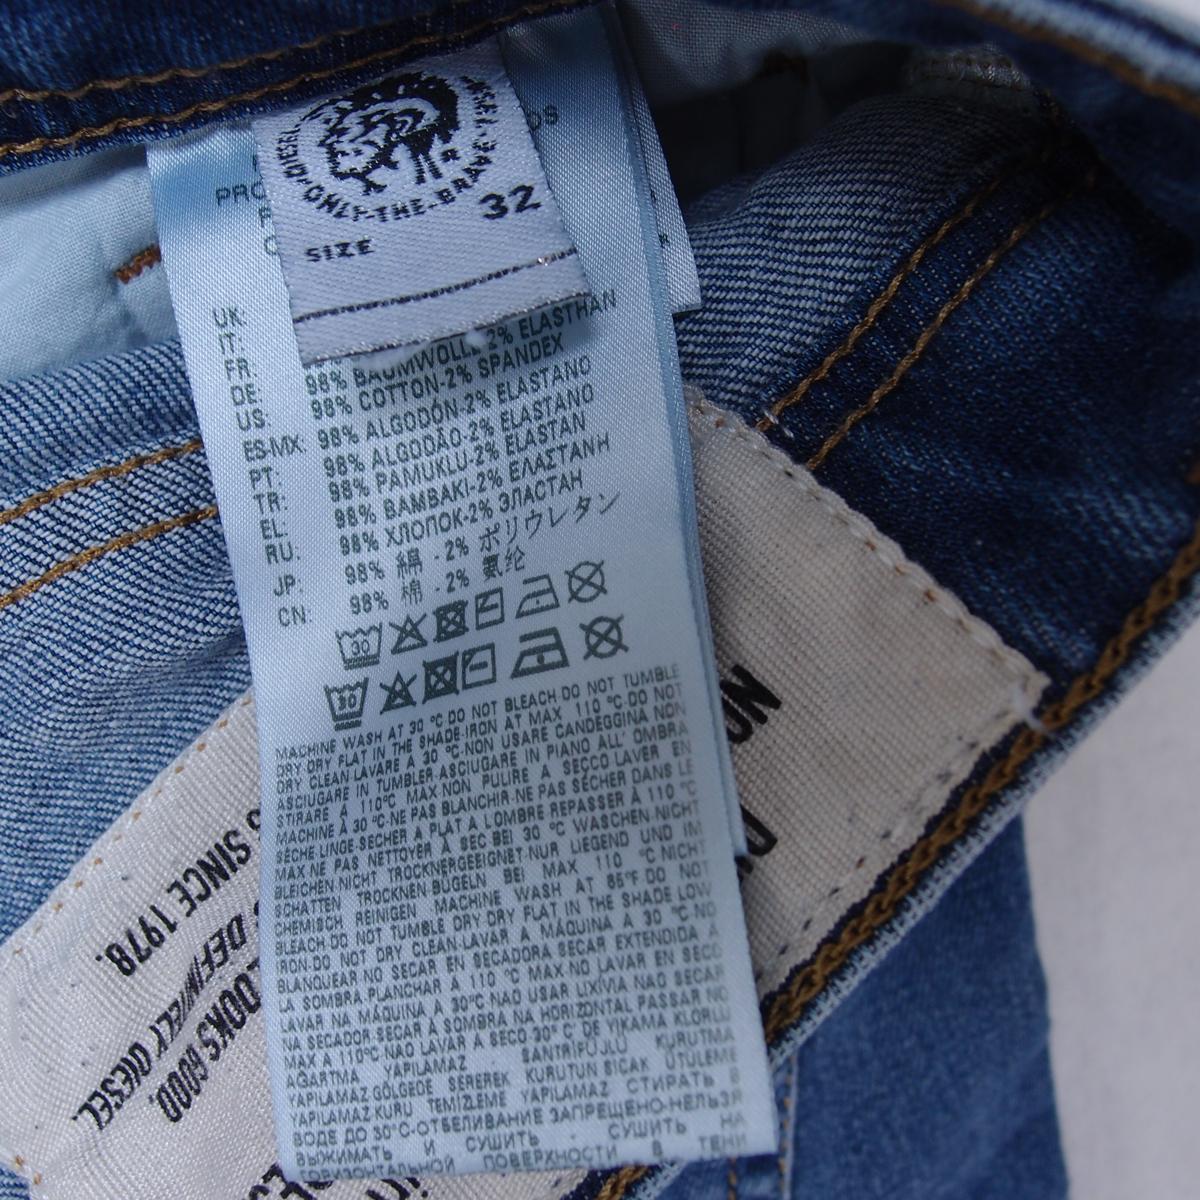 DIESEL·ONLY·THE·BRAVE
32
SIZE
PRO
OS
UK:
IT:
FR: 98% BAUMWOLLE-2% ELASTHAN
DE: 98% COTTON-2% SPANDEX
US: 98% ALGODÓN-2% ELASTANO
ES-MX: 98% ALGODÃO-2% ELASTANO
PT: 98% PAMUKLU-2% ELASTAN
TR: 98% BAMBAKI-2% ΕΛΑΣΤΑΝΗ
EL: 98% ХЛОПОК-2% ЭЛАСТАН
RU: 98% 綿 -2% ポリウレタン
JP: 98% 棉 -2% 氨纶
CN:
30
30
MACHINE WASH AT 30 °C-DO NOT BLEACH-DO NOT TUMBLE
DRY-DRY FLAT IN THE SHADE-IRON AT MAX 110 °C-DO NOT
DRY CLEAN-LAVARE A 30 °C-NON USARE CANDEGGINA NON
ASCIUGARE IN TUMBLER-ASCIUGARE IN PIANO ALL' OMBRA
STIRARE A 110°C MAX-NON PULIRE A SECCO-LAVER EN
MACHINE À 30 °C-NE PAS BLANCHIR-NE PAS SÉCHER DANS LE
SÈCHE-LINGE-SECHER A PLAT A L'OMBRE REPASSER À 110 °C
MAX-NE PAS NETTOYER À SEC BEI 30 °C WASCHEN-NICHT
BLEICHEN-NICHT TROCKNERGEEIGNET-NUR LIEGEND UND IM
SCHATTEN TROCKNEN-BÜGELN BEI MAX 110 °C-NICHT
CHEMISCH REINIGEN MACHINE WASH AT 85°F-DO NOT
BLEACH-DO NOT TUMBLE DRY-DRY FLAT IN THE SHADE-LOW
IRON-DO NOT DRY CLEAN-LAVAR A MÁQUINA A 30 °C-NO
BLANQUEAR-NO SECAR EN SECADORA-SECAR EXTENDIDA A
LA SOMBRA-PLANCHAR A 110 °C MAX-NO LAVAR EN SECO
LAVAR NA MÁQUINA A 30°C-NÃO USAR LIXÍVIA-NÃO SECAR
NA SECADOR-SECAR À SOMBRA NA HORIZONTAL PASSAR NO
MAX A 110°C-NÃO LAVAR A SECO-30° C' DE YIKAMA KLORLU
AĞARTMA YAPILAMAZ SANTRİFÜJLÜ KURUTMA
YAPILAMAZ-GÖLGEDE SEREREK KURUTUN-SICAK ÜTÜLEME
YAPILAMAZ-KURU TEMİZLEME YAPILAMAZ СТИРАТЬ В
ВОДЕ ДО 30°C-ОТБЕЛИВАНИЕ ЗАПРЕЩЕНО-НЕЛЬЗЯ
ВЫЖИМАТЬ И СУШИТЬ - СУШИТЬ НА
ГОРИЗОНТАЛЬНОЙ ПОВЕРХНОСТИ В ТЕНИ
SINCE 1978.
DEFINITELY DIESEL.
LOOKS GOOD.